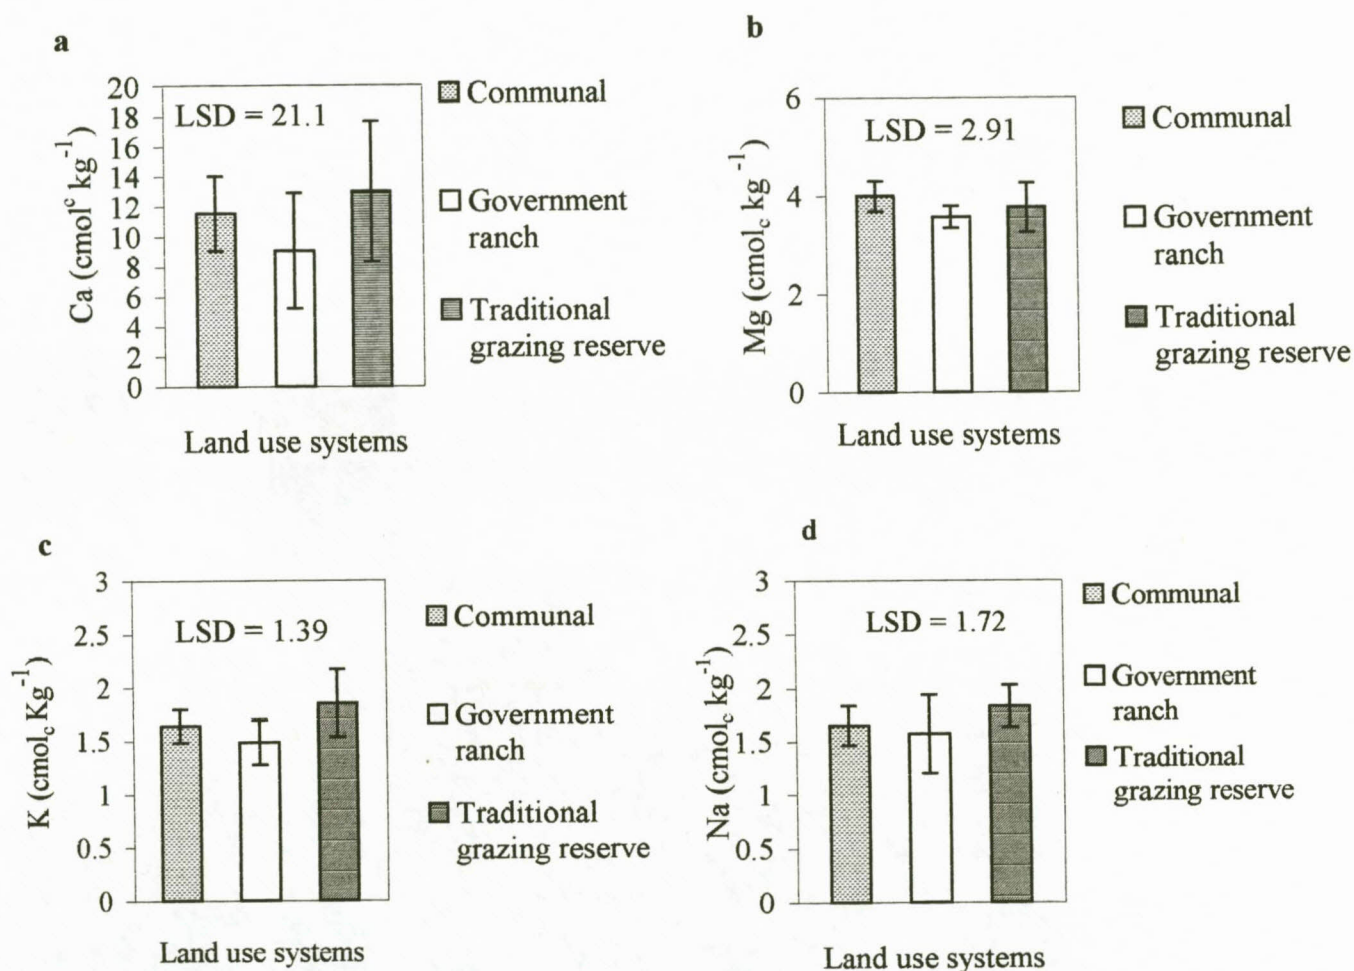 a
Ca (cmolᶜ kg⁻¹)
20
18
16
14
12
10
8
6
4
2
0
LSD = 21.1
Land use systems
Communal
Government
ranch
Traditional
grazing reserve
b
Mg (cmol꜀ kg ⁻¹)
6
4
2
0
LSD = 2.91
Land use systems
Communal
Government
ranch
Traditional
grazing reserve
c
K (cmol꜀ Kg⁻¹)
3
2.5
2
1.5
1
0.5
0
LSD = 1.39
Land use systems
Communal
Government
ranch
Traditional
grazing reserve
d
Na (cmol꜀ kg⁻¹)
3
2.5
2
1.5
1
0.5
0
LSD = 1.72
Land use systems
Communal
Government
ranch
Traditional
grazing reserve